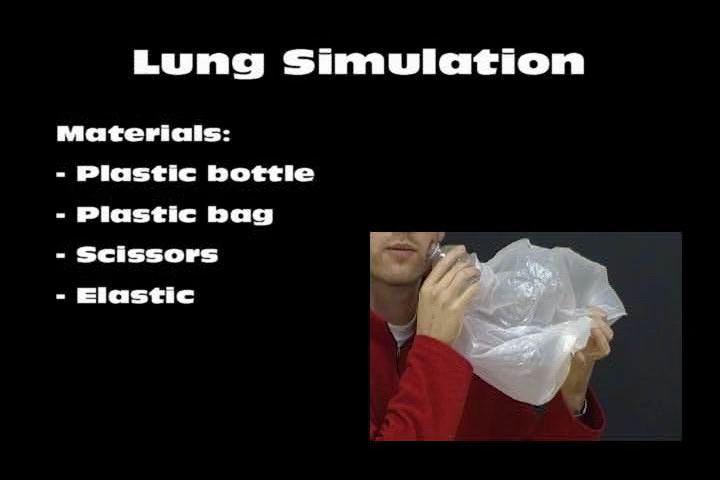 Lung Simulation
Materials:
- Plastic bottle
- Plastic bag
- Scissors
- Elastic